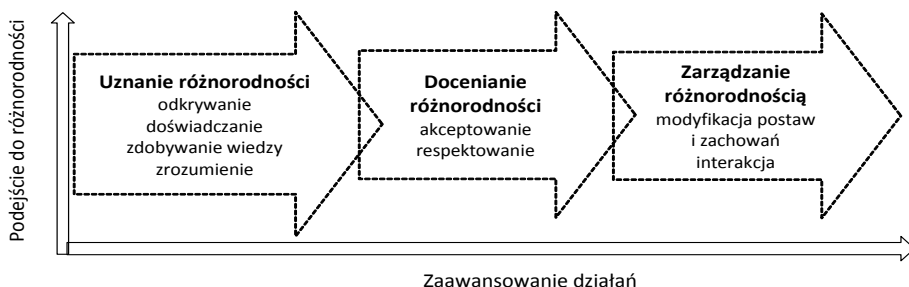 Podejście do różnorodności
Uznanie różnorodności
odkrywanie
doświadczanie
zdobywanie wiedzy
zrozumienie
Docenianie
różnorodności
akceptowanie
respektowanie
Zarządzanie
różnorodnością
modyfikacja postaw
i zachowań
interakcja
Zaawansowanie działań